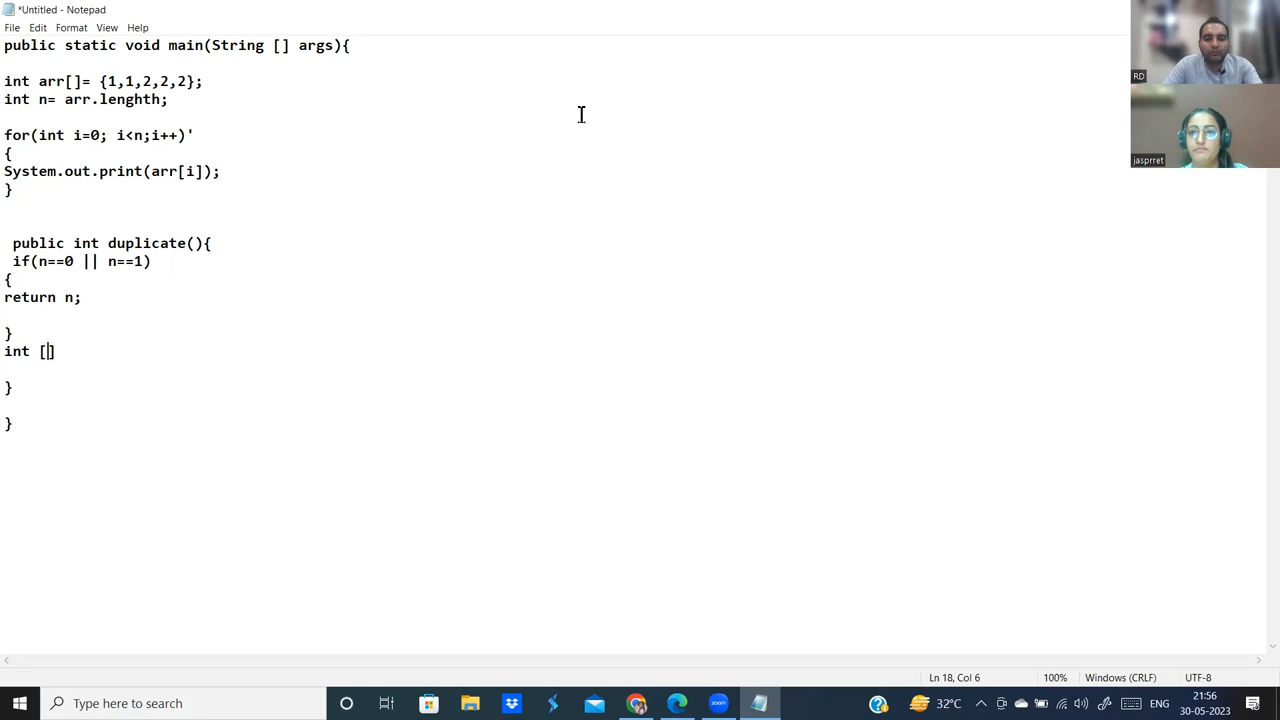 *Untitled - Notepad
File Edit Format View Help
public static void main(String [] args){
int arr[]= {1,1,2,2,2};
int n= arr.lenghth;
for(int i=0; i<n;i++)'
{
System.out.print(arr[i]);
}
public int duplicate(){
if(n==0 || n==1)
{
return n;
}
int []
}
}
RD
jasprret
Ln 18, Col 6 100% Windows (CRLF) UTF-8
Type here to search
zoom
32°C
ENG
21:56
30-05-2023